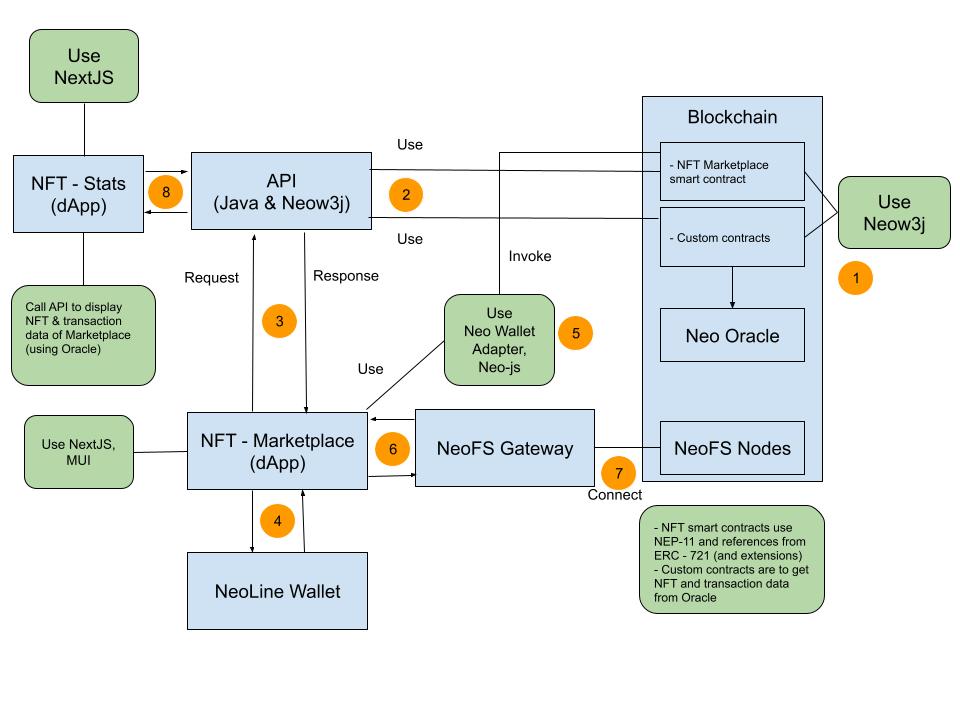 Use
NextJS
NFT - Stats
(dApp)
8
API
(Java & Neow3j)
Use
2
Use
Blockchain
- NFT Marketplace
smart contract
- Custom contracts
Use
Neow3j
1
Neo Oracle
NeoFS Nodes
Invoke
Request
Response
3
Call API to display
NFT & transaction
data of Marketplace
(using Oracle)
Use
Neo Wallet
Adapter,
Neo-js
5
Use
Use NextJS,
MUI
NFT - Marketplace
(dApp)
6
NeoFS Gateway
7
Connect
4
NeoLine Wallet
- NFT smart contracts use
NEP-11 and references from
ERC - 721 (and extensions)
- Custom contracts are to get
NFT and transaction data
from Oracle